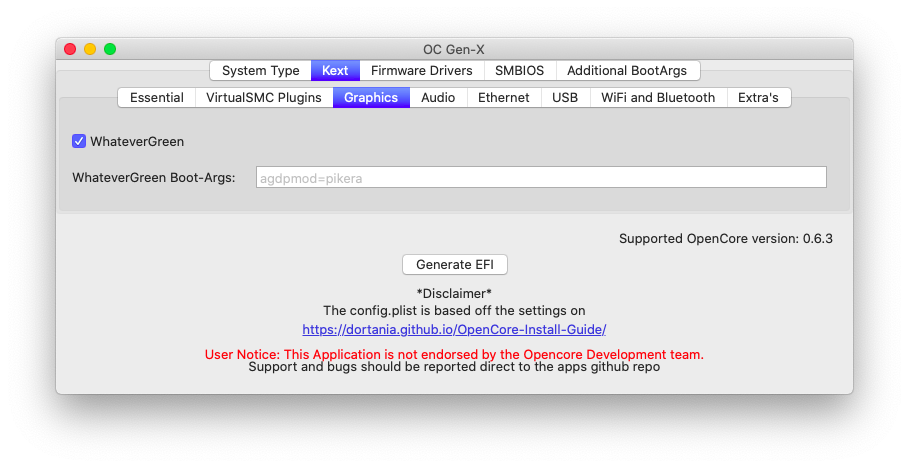 OC Gen-X
System Type Kext Firmware Drivers SMBIOS Additional BootArgs
Essential VirtualSMC Plugins Graphics Audio Ethernet USB WiFi and Bluetooth Extra's
WhateverGreen
WhateverGreen Boot-Args: agdpmod=pikera
Supported OpenCore version: 0.6.3
Generate EFI
*Disclaimer*
The config.plist is based off the settings on
https://dortania.github.io/OpenCore-Install-Guide/
User Notice: This Application is not endorsed by the Opencore Development team.
Support and bugs should be reported direct to the apps github repo